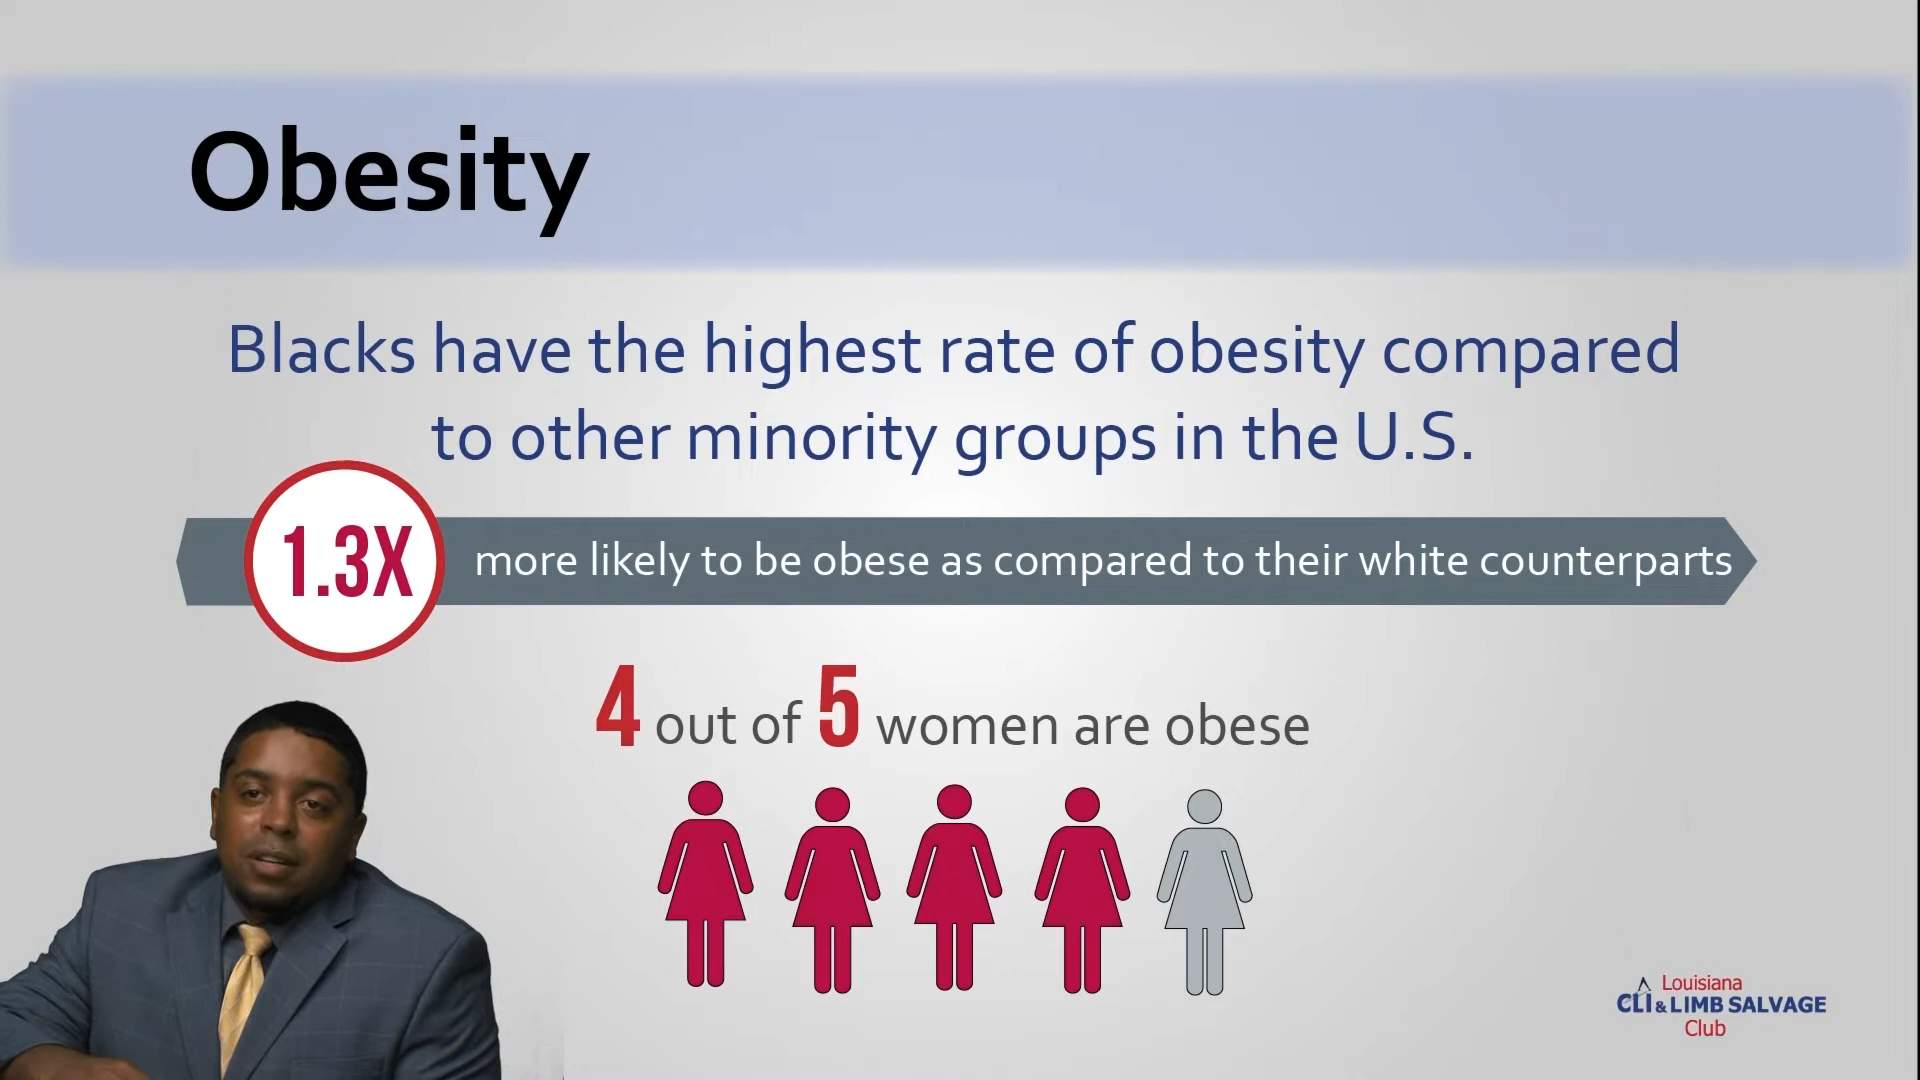 Obesity
Blacks have the highest rate of obesity compared
to other minority groups in the U.S.
1.3X more likely to be obese as compared to their white counterparts
4 out of 5 women are obese
Louisiana
CLI & LIMB SALVAGE
Club